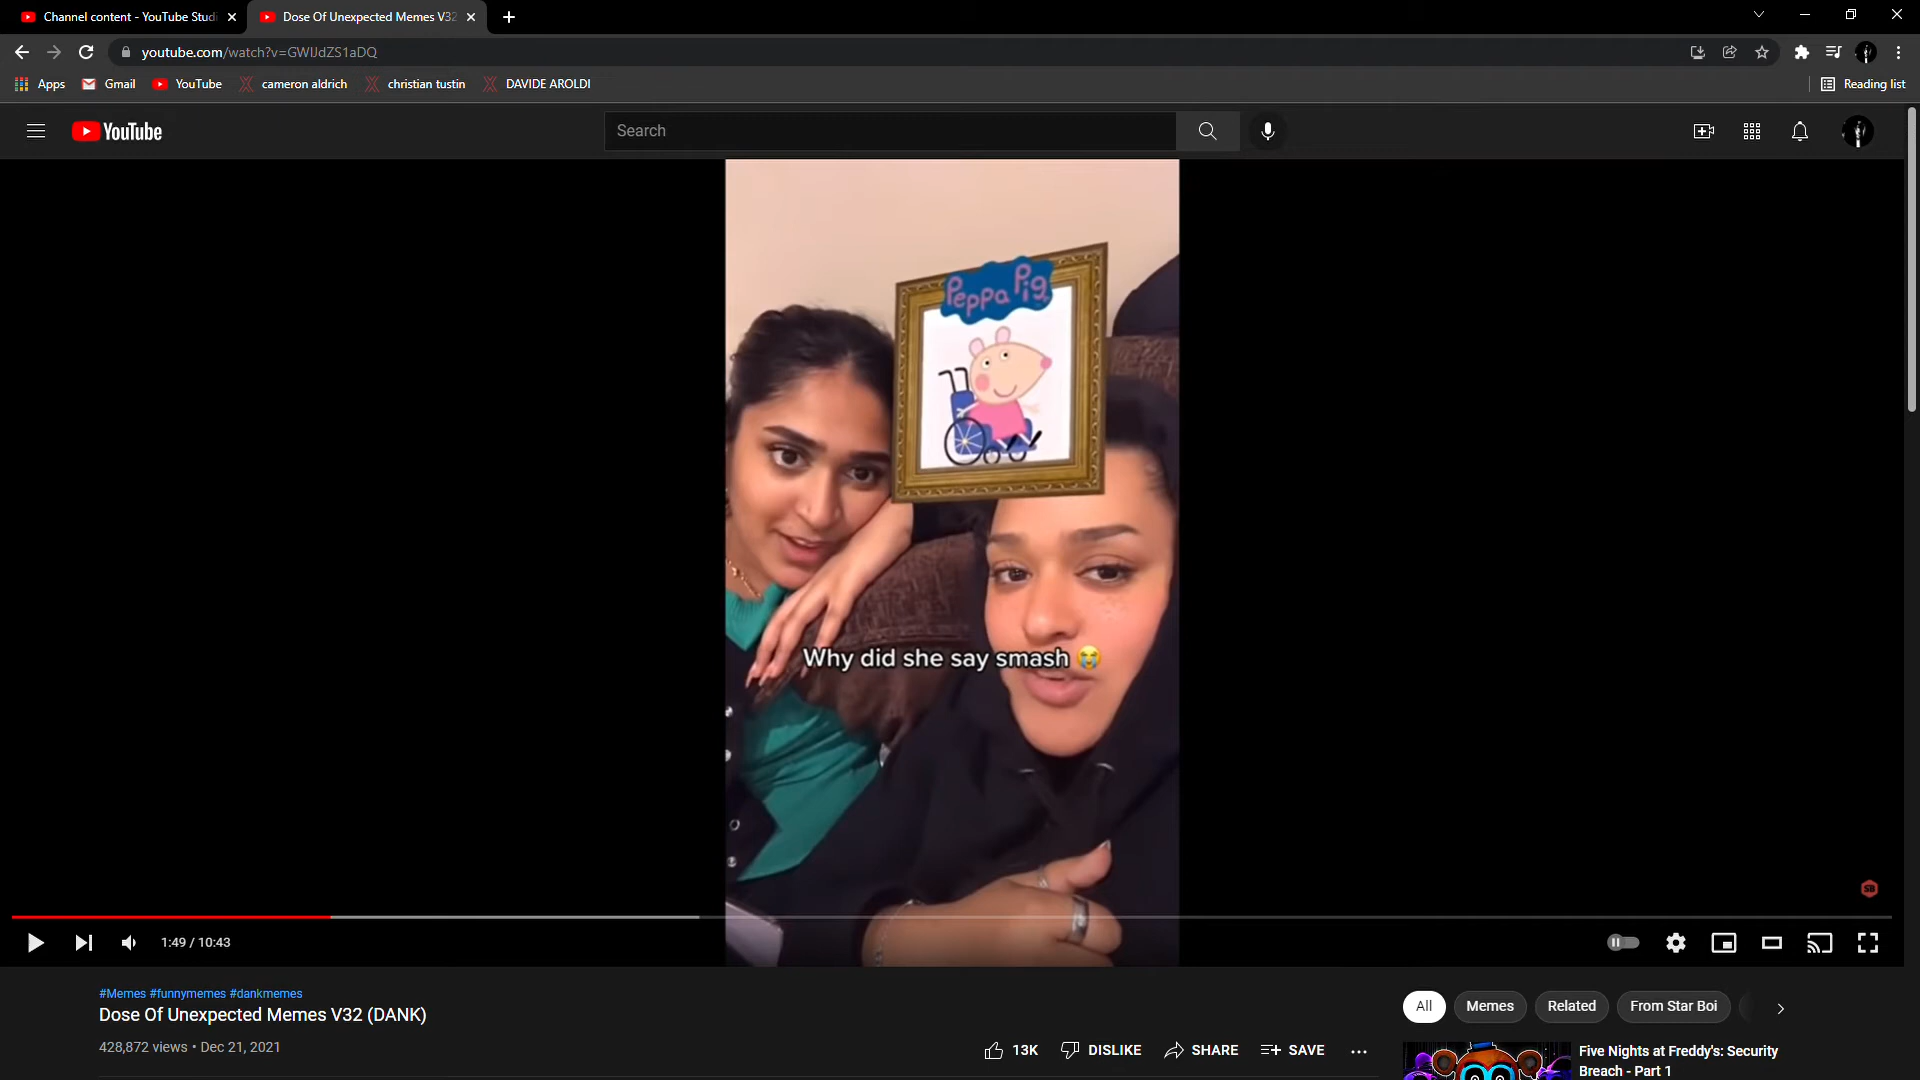 Channel content - YouTube Studi
Dose Of Unexpected Memes V32
youtube.com/watch?v=GWIJdZS1aDQ
Apps
Gmail
YouTube
cameron aldrich
christian tustin
DAVIDE AROLDI
Reading list
YouTube
Search
Peppa Pig
Why did she say smash 😭
SB
1:49 / 10:43
#Memes #funnymemes #dankmemes
Dose Of Unexpected Memes V32 (DANK)
428,872 views • Dec 21, 2021
13K
DISLIKE
SHARE
SAVE
All
Memes
Related
From Star Boi
Five Nights at Freddy's: Security
Breach - Part 1